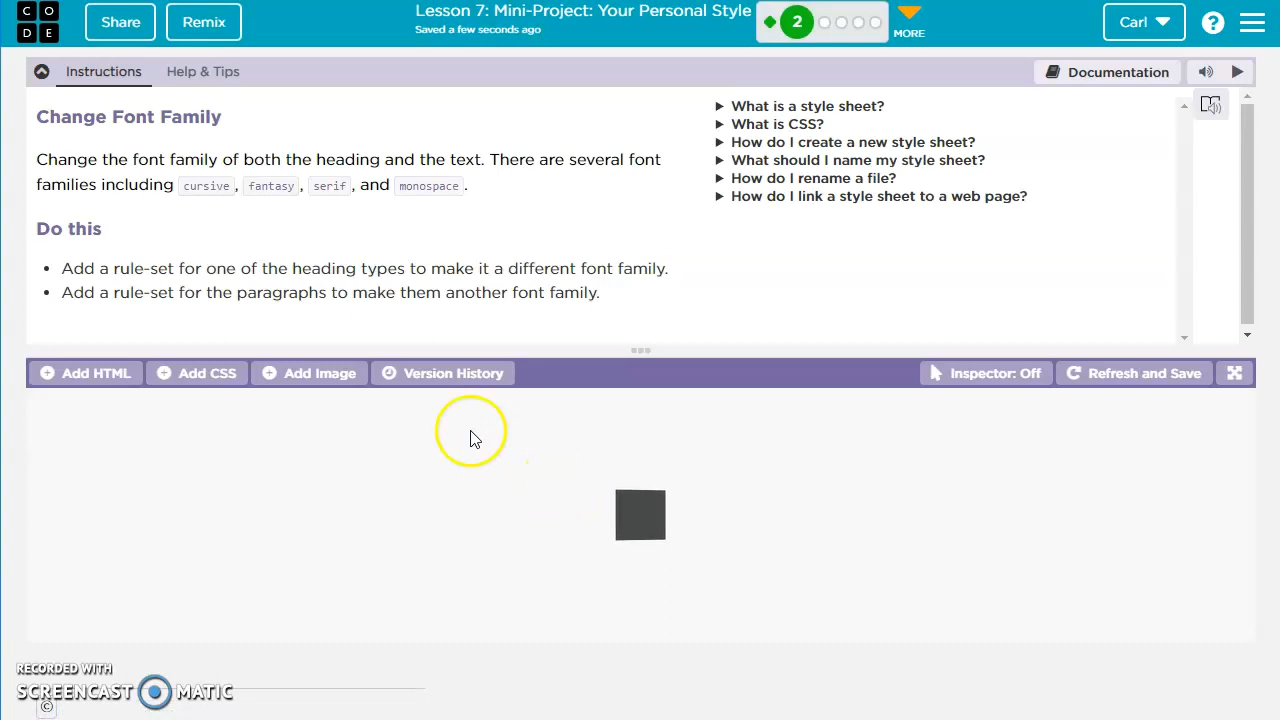 C O
D E
Share
Remix
Lesson 7: Mini-Project: Your Personal Style
Saved a few seconds ago
2
MORE
Carl
?
Instructions
Help & Tips
Documentation
Change Font Family
Change the font family of both the heading and the text. There are several font
families including cursive, fantasy, serif, and monospace.
Do this
• Add a rule-set for one of the heading types to make it a different font family.
• Add a rule-set for the paragraphs to make them another font family.
What is a style sheet?
What is CSS?
How do I create a new style sheet?
What should I name my style sheet?
How do I rename a file?
How do I link a style sheet to a web page?
Add HTML
Add CSS
Add Image
Version History
Inspector: Off
Refresh and Save
RECORDED WITH
SCREENCAST MATIC
©